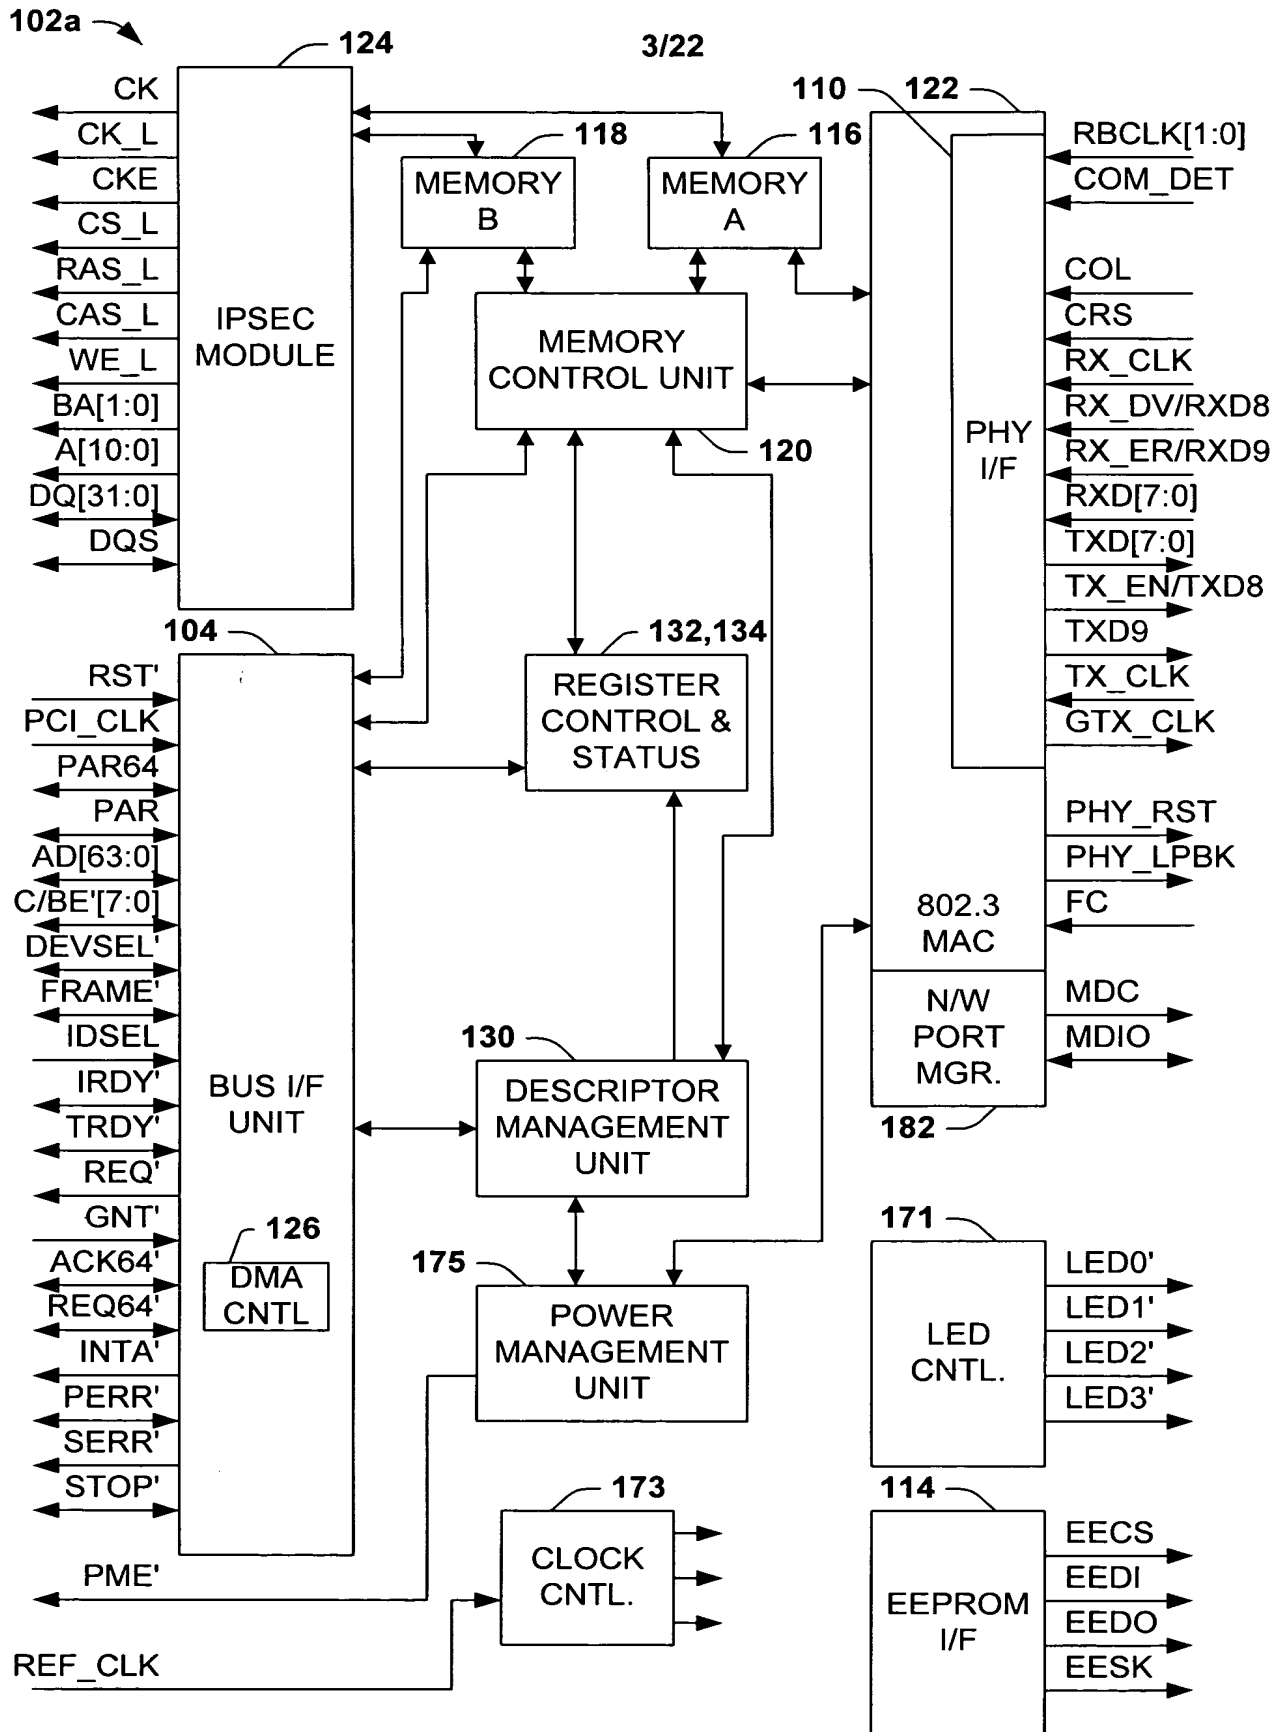 102a
124
3/22
110
122
118
116
CK
CK_L
CKE
CS_L
RAS_L
CAS_L
WE_L
BA[1:0]
A[10:0]
DQ[31:0]
DQS
IPSEC
MODULE
MEMORY
B
MEMORY
A
MEMORY
CONTROL UNIT
120
RBCLK[1:0]
COM_DET
COL
CRS
RX_CLK
RX_DV/RXD8
RX_ER/RXD9
RXD[7:0]
TXD[7:0]
TX_EN/TXD8
TXD9
TX_CLK
GTX_CLK
PHY
I/F
PHY_RST
PHY_LPBK
FC
802.3
MAC
MDC
MDIO
N/W
PORT
MGR.
182
104
132,134
REGISTER
CONTROL &
STATUS
RST'
PCI_CLK
PAR64
PAR
AD[63:0]
C/BE'[7:0]
DEVSEL'
FRAME'
IDSEL
IRDY'
TRDY'
REQ'
GNT'
ACK64'
REQ64'
INTA'
PERR'
SERR'
STOP'
BUS I/F
UNIT
126
DMA
CNTL
130
DESCRIPTOR
MANAGEMENT
UNIT
175
POWER
MANAGEMENT
UNIT
171
LED
CNTL.
LED0'
LED1'
LED2'
LED3'
PME'
REF_CLK
173
CLOCK
CNTL.
114
EEPROM
I/F
EECS
EEDI
EEDO
EESK